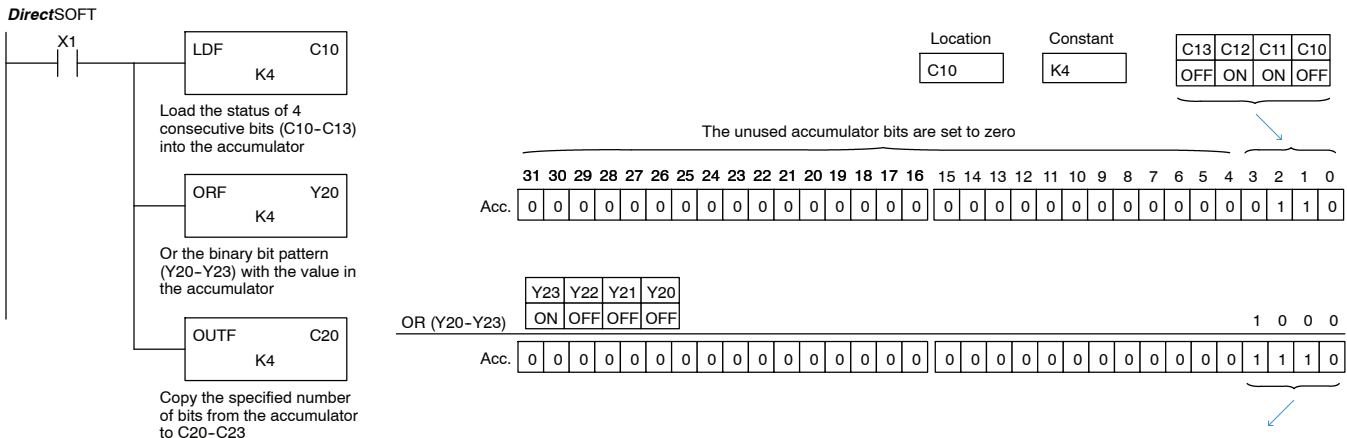 DirectSOFT
X1
LDF C10
K4
Load the status of 4
consecutive bits (C10-C13)
into the accumulator
ORF Y20
K4
Or the binary bit pattern
(Y20-Y23) with the value in
the accumulator
OUTF C20
K4
Copy the specified number
of bits from the accumulator
to C20-C23
Location Constant
C10 K4
C13 C12 C11 C10
OFF ON ON OFF
The unused accumulator bits are set to zero
31 30 29 28 27 26 25 24 23 22 21 20 19 18 17 16 15 14 13 12 11 10 9 8 7 6 5 4 3 2 1 0
Acc. 0 0 0 0 0 0 0 0 0 0 0 0 0 0 0 0 0 0 0 0 0 0 0 0 0 0 0 0 0 1 1 0
Y23 Y22 Y21 Y20
ON OFF OFF OFF
OR (Y20-Y23) 1 0 0 0
Acc. 0 0 0 0 0 0 0 0 0 0 0 0 0 0 0 0 0 0 0 0 0 0 0 0 0 0 0 0 1 1 1 0